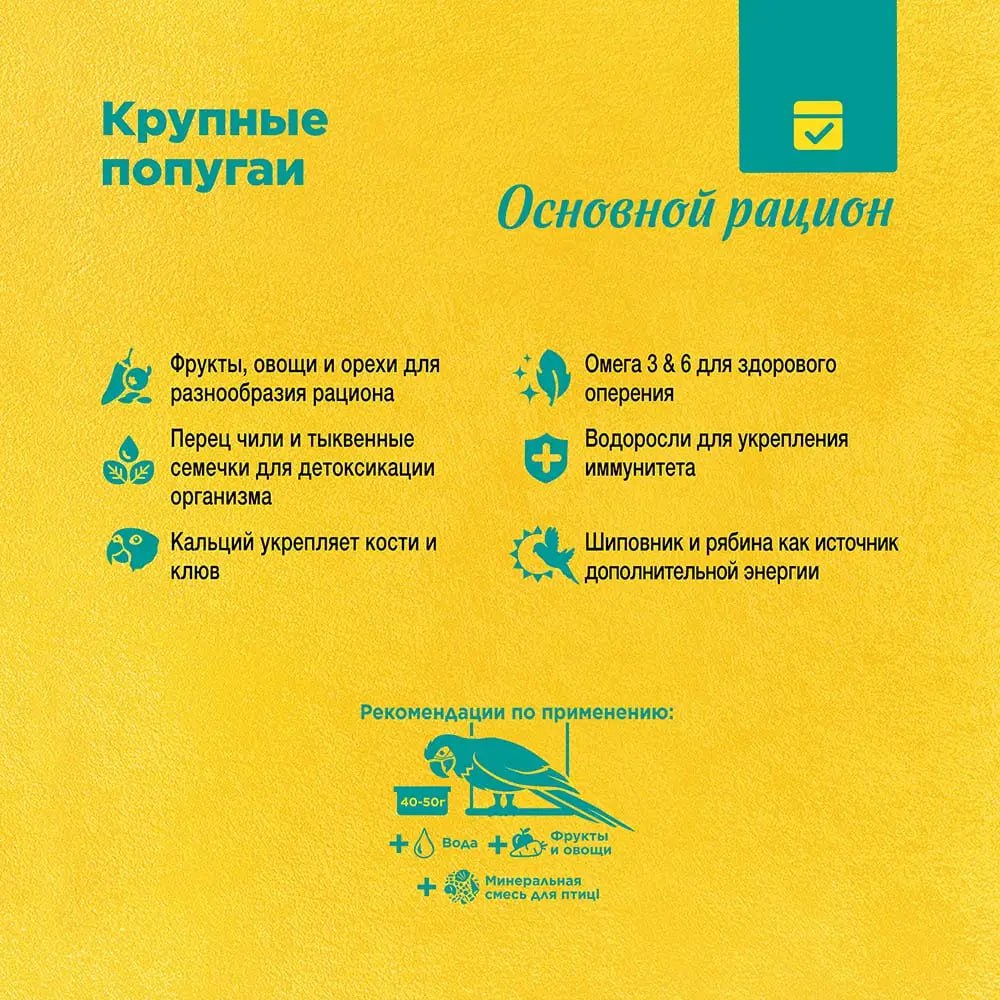 Крупные
попугаи
Основной рацион
Фрукты, овощи и орехи для
разнообразия рациона
Перец чили и тыквенные
семечки для детоксикации
организма
Кальций укрепляет кости и
клюв
Омега 3 & 6 для здорового
оперения
Водоросли для укрепления
иммунитета
Шиповник и рябина как источник
дополнительной энергии
Рекомендации по применению:
40-50г
+ Вода + Фрукты
и овощи
+ Минеральная
смесь для птиці